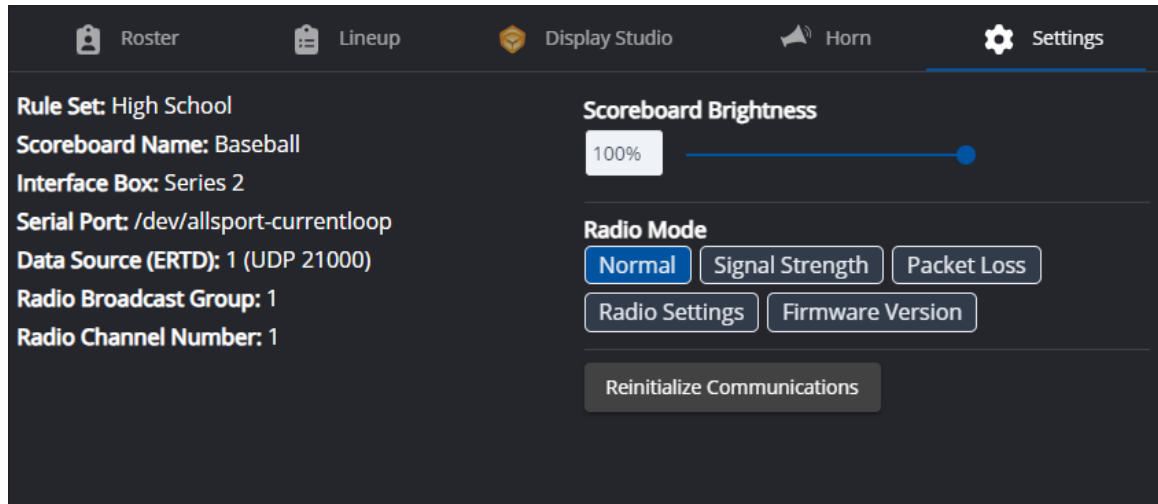 Roster Lineup Display Studio Horn Settings
Rule Set: High School
Scoreboard Name: Baseball
Interface Box: Series 2
Serial Port: /dev/allsport-currentloop
Data Source (ERTD): 1 (UDP 21000)
Radio Broadcast Group: 1
Radio Channel Number: 1
Scoreboard Brightness
100%
Radio Mode
Normal Signal Strength Packet Loss
Radio Settings Firmware Version
Reinitialize Communications